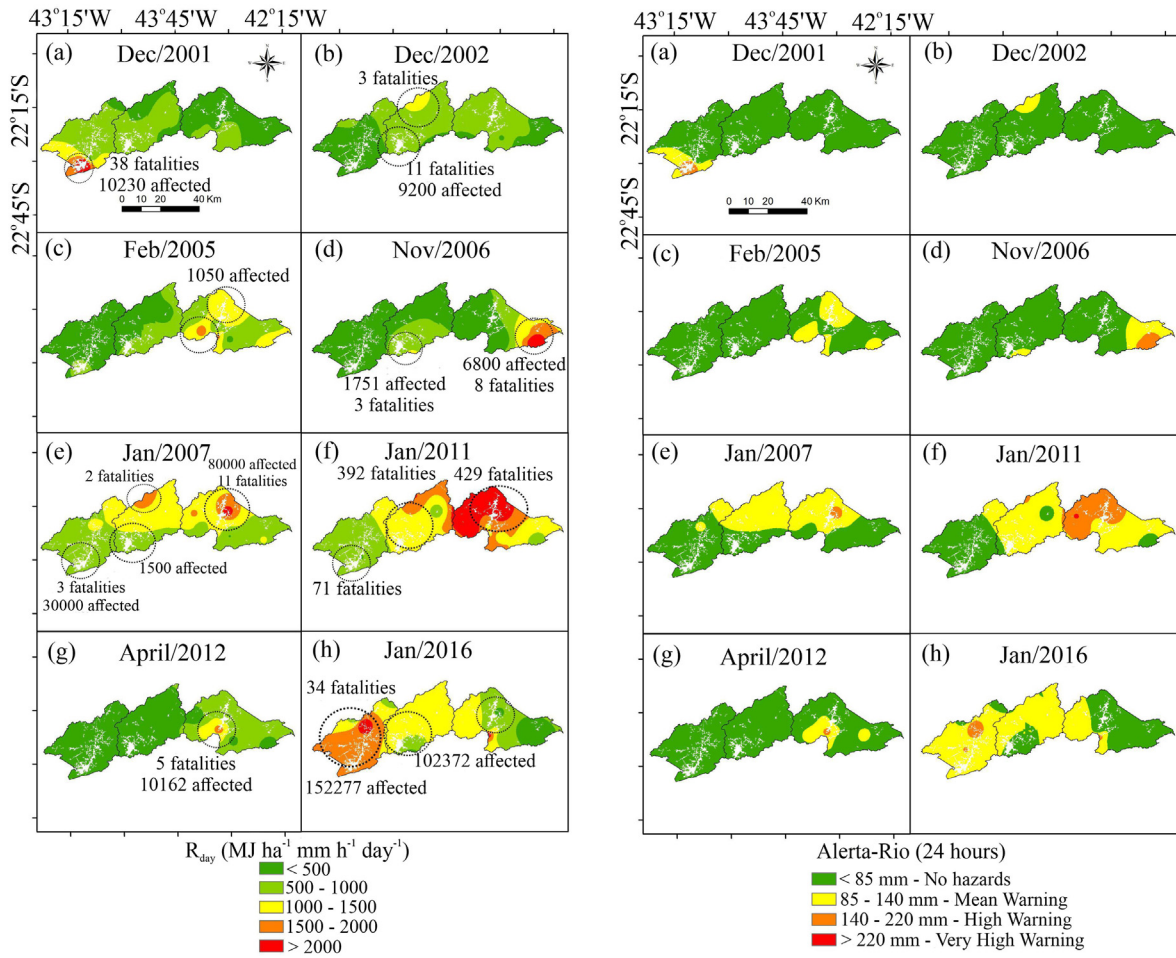 43°15'W 43°45'W 42°15'W
22°15'S
22°45'S
(a) Dec/2001
38 fatalities
10230 affected
0 10 20 40 Km
(b) Dec/2002
3 fatalities
11 fatalities
9200 affected
(c) Feb/2005
1050 affected
(d) Nov/2006
1751 affected
3 fatalities
6800 affected
8 fatalities
(e) Jan/2007
2 fatalities
80000 affected
11 fatalities
1500 affected
3 fatalities
30000 affected
(f) Jan/2011
392 fatalities
429 fatalities
71 fatalities
(g) April/2012
5 fatalities
10162 affected
(h) Jan/2016
34 fatalities
102372 affected
152277 affected
R day (MJ ha⁻¹ mm h⁻¹ day⁻¹)
< 500
500 - 1000
1000 - 1500
1500 - 2000
> 2000
43°15'W 43°45'W 42°15'W
22°15'S
22°45'S
(a) Dec/2001
0 10 20 40 Km
(b) Dec/2002
(c) Feb/2005
(d) Nov/2006
(e) Jan/2007
(f) Jan/2011
(g) April/2012
(h) Jan/2016
Alerta-Rio (24 hours)
< 85 mm - No hazards
85 - 140 mm - Mean Warning
140 - 220 mm - High Warning
> 220 mm - Very High Warning